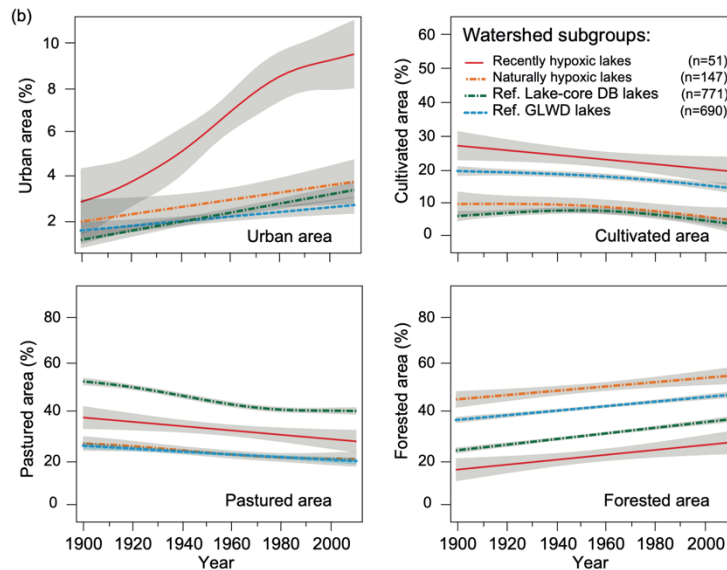 (b)
Urban area (%)
10
8
6
4
2
Urban area
Cultivated area (%)
60
50
40
30
20
10
0
Watershed subgroups:
Recently hypoxic lakes (n=51)
Naturally hypoxic lakes (n=147)
Ref. Lake-core DB lakes (n=771)
Ref. GLWD lakes (n=690)
Cultivated area
Pastured area (%)
80
60
40
20
0
Pastured area
1900 1920 1940 1960 1980 2000
Year
Forested area (%)
80
60
40
20
0
Forested area
1900 1920 1940 1960 1980 2000
Year